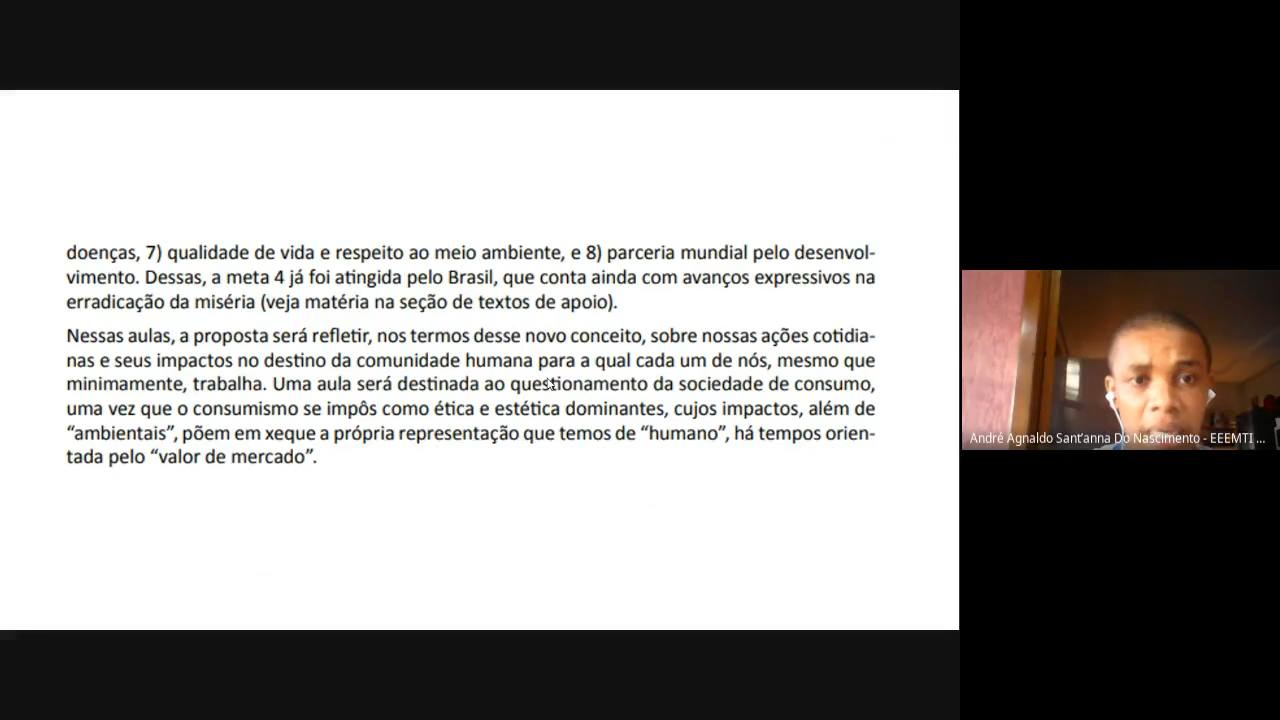 doenças, 7) qualidade de vida e respeito ao meio ambiente, e 8) parceria mundial pelo desenvol-
vimento. Dessas, a meta 4 já foi atingida pelo Brasil, que conta ainda com avanços expressivos na
erradicação da miséria (veja matéria na seção de textos de apoio).
Nessas aulas, a proposta será refletir, nos termos desse novo conceito, sobre nossas ações cotidia-
nas e seus impactos no destino da comunidade humana para a qual cada um de nós, mesmo que
minimamente, trabalha. Uma aula será destinada ao questionamento da sociedade de consumo,
uma vez que o consumismo se impôs como ética e estética dominantes, cujos impactos, além de
“ambientais”, põem em xeque a própria representação que temos de “humano”, há tempos orien-
tada pelo “valor de mercado”.
André Agnaldo Sant'anna Do Nascimento - EEEMTI ...